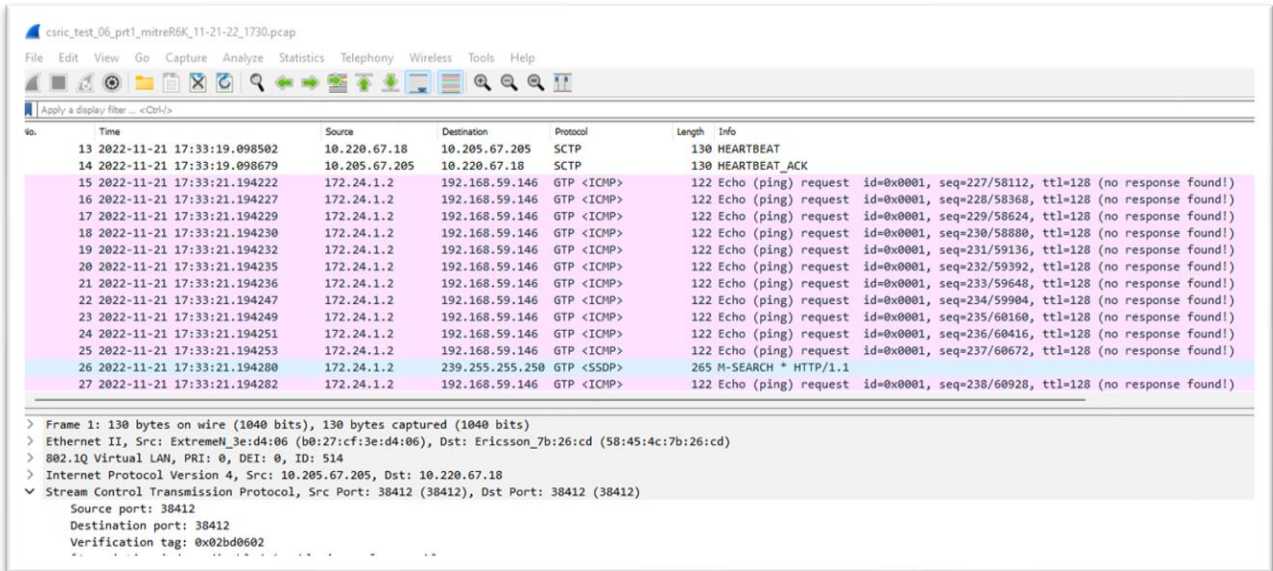 csric_test_06_prt1_mitreR6K_11-21-22_1730.pcap
File Edit View Go Capture Analyze Statistics Telephony Wireless Tools Help
Apply a display filter ... <Ctrl-/>
No. Time Source Destination Protocol Length Info
13 2022-11-21 17:33:19.098502 10.220.67.18 10.205.67.205 SCTP 130 HEARTBEAT
14 2022-11-21 17:33:19.098679 10.205.67.205 10.220.67.18 SCTP 130 HEARTBEAT_ACK
15 2022-11-21 17:33:21.194222 172.24.1.2 192.168.59.146 GTP <ICMP> 122 Echo (ping) request id=0x0001, seq=227/58112, ttl=128 (no response found!)
16 2022-11-21 17:33:21.194227 172.24.1.2 192.168.59.146 GTP <ICMP> 122 Echo (ping) request id=0x0001, seq=228/58368, ttl=128 (no response found!)
17 2022-11-21 17:33:21.194229 172.24.1.2 192.168.59.146 GTP <ICMP> 122 Echo (ping) request id=0x0001, seq=229/58624, ttl=128 (no response found!)
18 2022-11-21 17:33:21.194230 172.24.1.2 192.168.59.146 GTP <ICMP> 122 Echo (ping) request id=0x0001, seq=230/58880, ttl=128 (no response found!)
19 2022-11-21 17:33:21.194232 172.24.1.2 192.168.59.146 GTP <ICMP> 122 Echo (ping) request id=0x0001, seq=231/59136, ttl=128 (no response found!)
20 2022-11-21 17:33:21.194235 172.24.1.2 192.168.59.146 GTP <ICMP> 122 Echo (ping) request id=0x0001, seq=232/59392, ttl=128 (no response found!)
21 2022-11-21 17:33:21.194236 172.24.1.2 192.168.59.146 GTP <ICMP> 122 Echo (ping) request id=0x0001, seq=233/59648, ttl=128 (no response found!)
22 2022-11-21 17:33:21.194247 172.24.1.2 192.168.59.146 GTP <ICMP> 122 Echo (ping) request id=0x0001, seq=234/59904, ttl=128 (no response found!)
23 2022-11-21 17:33:21.194249 172.24.1.2 192.168.59.146 GTP <ICMP> 122 Echo (ping) request id=0x0001, seq=235/60160, ttl=128 (no response found!)
24 2022-11-21 17:33:21.194251 172.24.1.2 192.168.59.146 GTP <ICMP> 122 Echo (ping) request id=0x0001, seq=236/60416, ttl=128 (no response found!)
25 2022-11-21 17:33:21.194253 172.24.1.2 192.168.59.146 GTP <ICMP> 122 Echo (ping) request id=0x0001, seq=237/60672, ttl=128 (no response found!)
26 2022-11-21 17:33:21.194280 172.24.1.2 239.255.255.250 GTP <SSDP> 265 M-SEARCH * HTTP/1.1
27 2022-11-21 17:33:21.194282 172.24.1.2 192.168.59.146 GTP <ICMP> 122 Echo (ping) request id=0x0001, seq=238/60928, ttl=128 (no response found!)
> Frame 1: 130 bytes on wire (1040 bits), 130 bytes captured (1040 bits)
> Ethernet II, Src: ExtremeN_3e:d4:06 (b0:27:cf:3e:d4:06), Dst: Ericsson_7b:26:cd (58:45:4c:7b:26:cd)
> 802.1Q Virtual LAN, PRI: 0, DEI: 0, ID: 514
> Internet Protocol Version 4, Src: 10.205.67.205, Dst: 10.220.67.18
Stream Control Transmission Protocol, Src Port: 38412 (38412), Dst Port: 38412 (38412)
Source port: 38412
Destination port: 38412
Verification tag: 0x02bd0602